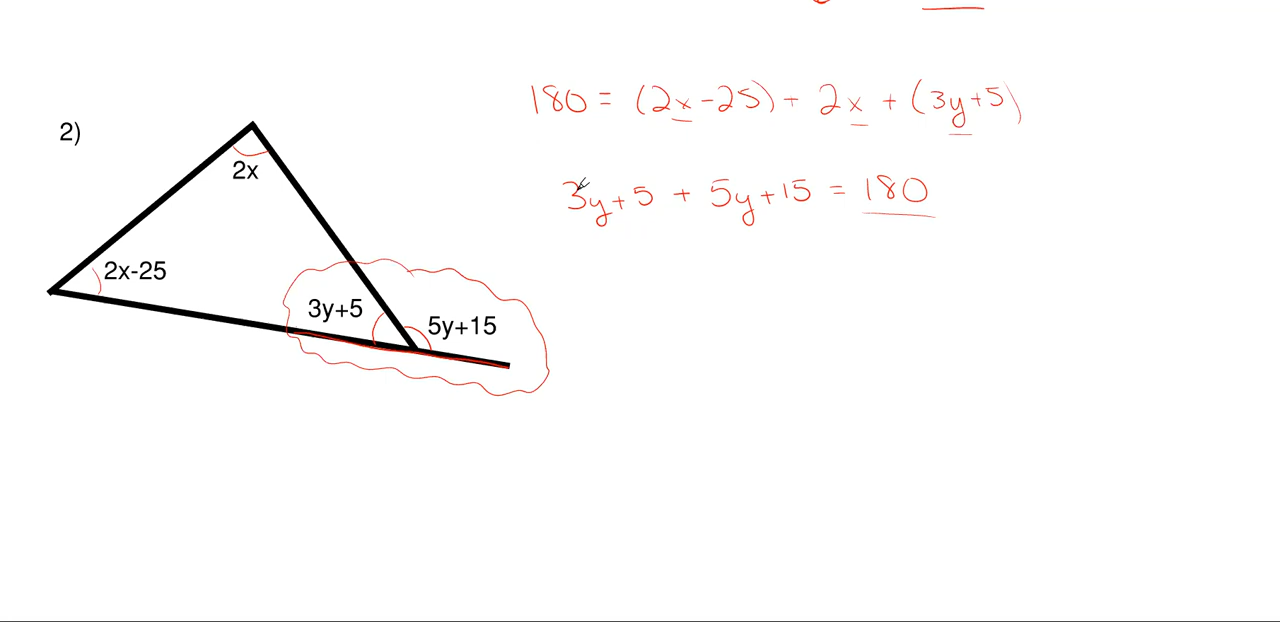 180 = (2x-25) + 2x + (3y+5)
2)
2x
3y+5 + 5y+15 = 180
2x-25
3y+5
5y+15